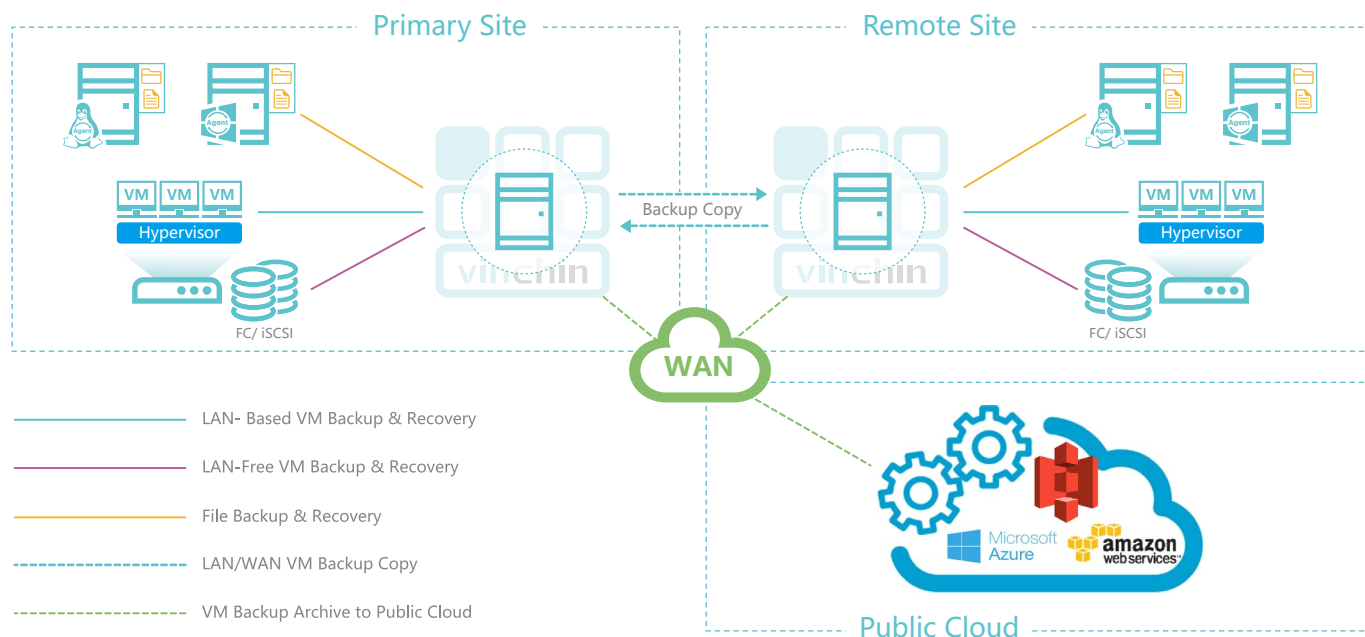 Primary Site
Remote Site
Agent
Agent
Agent
Agent
VM VM VM
Hypervisor
Backup Copy
VM VM VM
Hypervisor
vinchin
vinchin
FC/ iSCSI
FC/ iSCSI
WAN
LAN- Based VM Backup & Recovery
LAN-Free VM Backup & Recovery
File Backup & Recovery
LAN/WAN VM Backup Copy
VM Backup Archive to Public Cloud
Microsoft
Azure
amazon
webservices™
Public Cloud